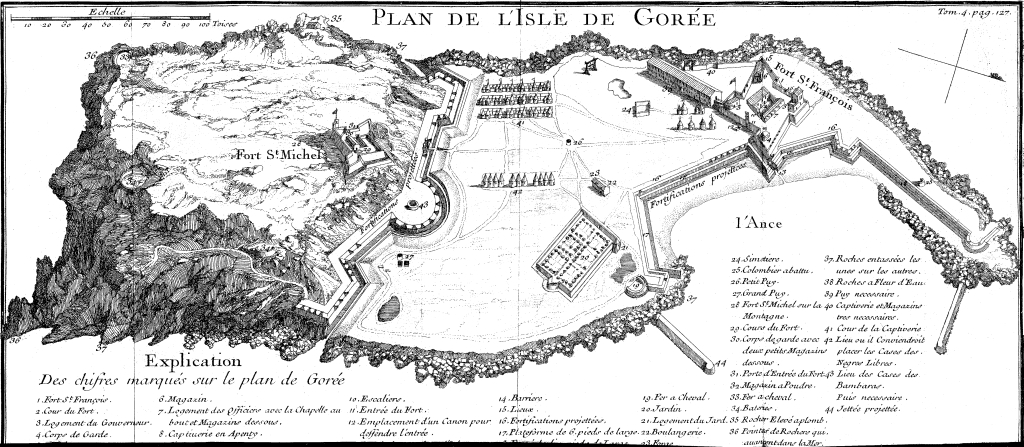 Echelle
10 20 30 40 50 60 70 80 90 100 Toises
PLAN DE L'ISLE DE GORÉE
Tom. 4. pag. 127.
35
36
37
38
40
Fort St. François
41
Fort St. Michel
26
16
42
23
22
Fortifications projettées
Fortifications
43
l'Ance
17
21
20
27
37
36
37
44
Explication
Des chifres marqués sur le plan de Gorée
1. Fort St. François.
2. Cour du Fort.
3. Logement du Gouverneur.
4. Corps de Garde.
6. Magazin.
7. Logement des Officiers avec la Chapelle au
bout et Magazins dessous.
8. Captiuerie en Apenty.
10. Escaliers.
11. Entrée du Fort.
12. Emplacement d'un Canon pour
deffendre l'entrée.
14. Barriere.
15. Lieux.
16. Fortifications projettées.
17. Plateforme de 6. pieds de large.
19. Fer a Cheval.
20. Jardin.
21. Logement du Jard.
22. Boulangerie.
23. Four.
24. Simetiere.
25. Colombier abattu.
26. Petit Puy.
27. Grand Puy.
28 Fort St. Michel sur la
Montagne.
29. Cours du Fort.
30. Corps de garde avec
deux petits Magazins
dessous.
31. Porte d'Entrée du Fort.
32. Magazin a Poudre.
33. Fer a cheval.
34. Bateries.
35 Rocher Elevé aplomb
36 Pointes de Rochers qui
augmentent dans la Mer.
37. Roches entassées les
unes sur les autres.
38 Roches a Fleur d'Eau.
39 Puy necessaire.
40 Captiverie et Magazins
tres necessaires.
41 Cour de la Captiverie.
42 Lieu ou il Conviendroit
placer les Cases des
Negres Libres.
43 Lieu des Cases des
Bambaras.
Puis necessaire.
44 Jettée projettée.